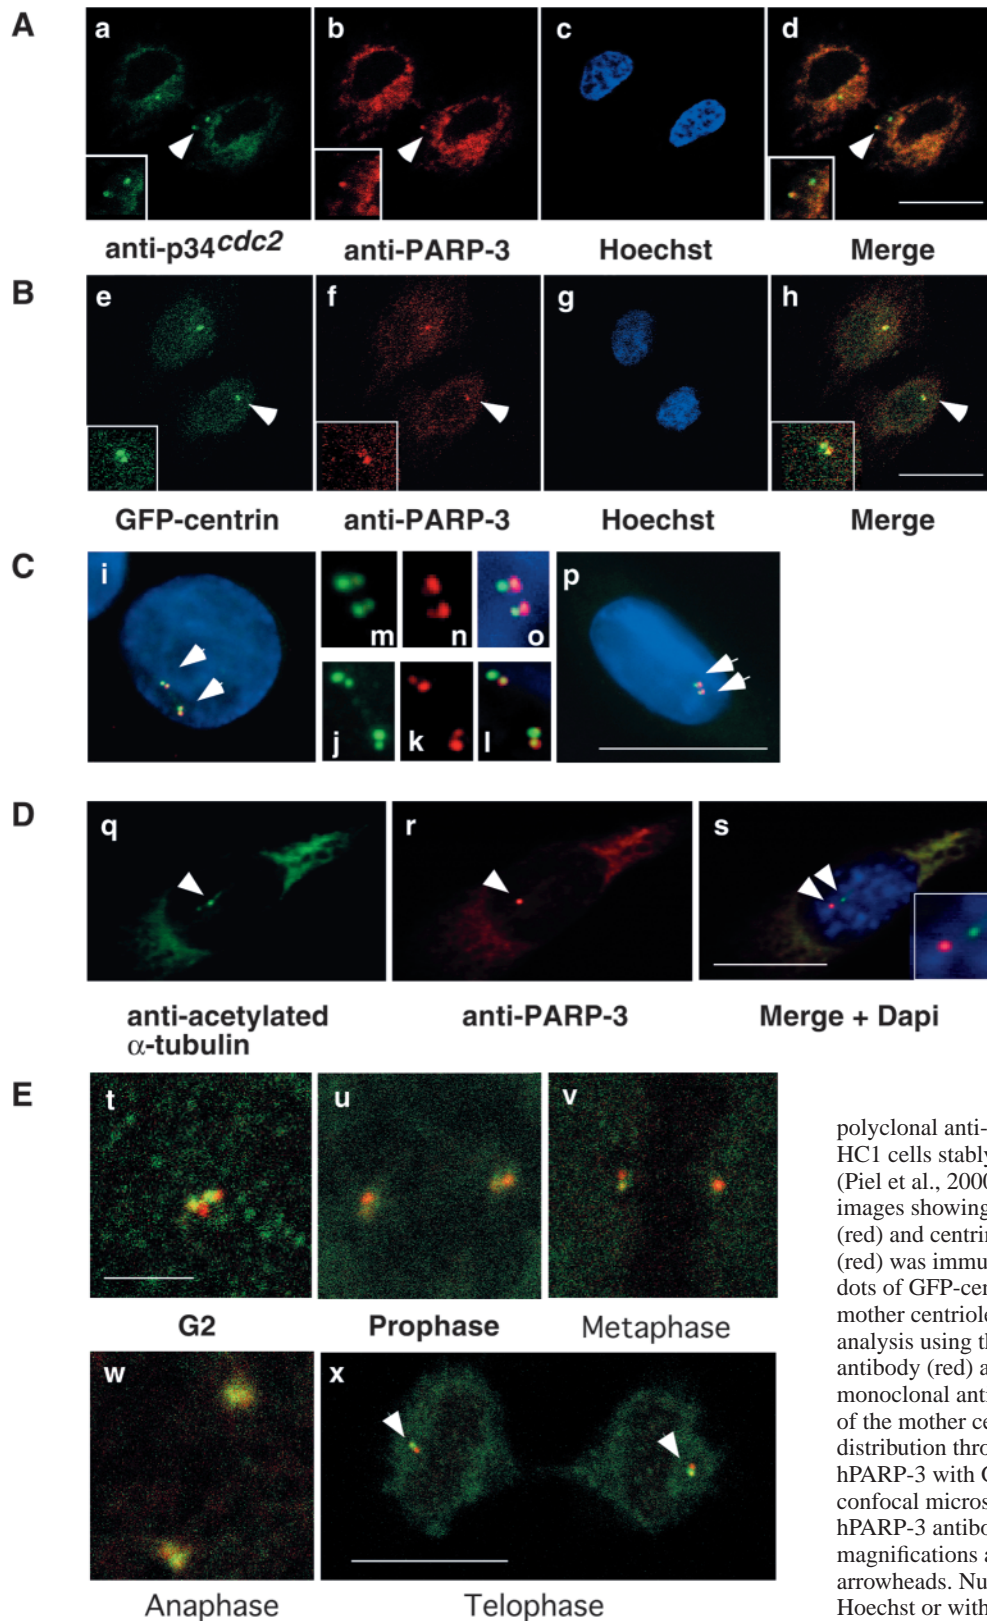 A
a b c d
anti-p34cdc2 anti-PARP-3 Hoechst Merge
B
e f g h
GFP-centrin anti-PARP-3 Hoechst Merge
C
i m n o p
j k l
D
q r s
anti-acetylated α-tubulin anti-PARP-3 Merge + Dapi
E
t u v
G2 Prophase Metaphase
w x
Anaphase Telophase
polyclonal anti-
HC1 cells stably
(Piel et al., 2000
images showing
(red) and centrin
(red) was immu
dots of GFP-cen
mother centriole
analysis using th
antibody (red) a
monoclonal anti
of the mother ce
distribution thro
hPARP-3 with C
confocal micros
hPARP-3 antibo
magnifications a
arrowheads. Nu
Hoechst or with